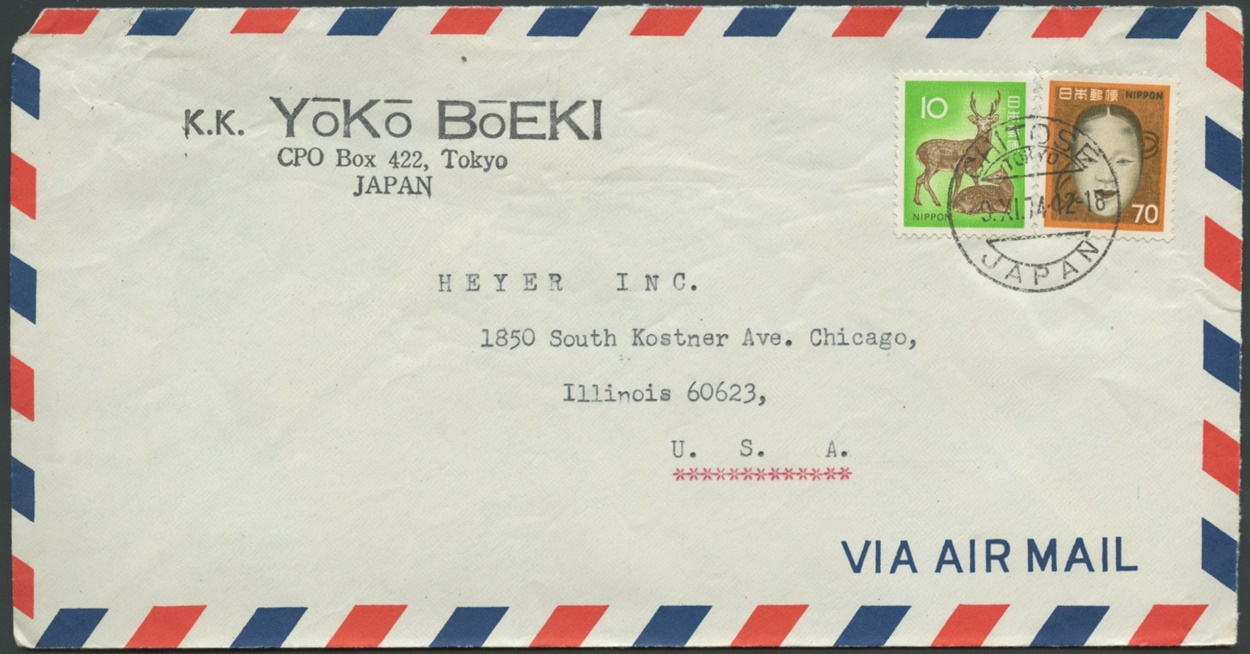 K.K. YōKō BōEKI
CPO Box 422, Tokyo
JAPAN
10
日本郵便
NIPPON
日本郵便 NIPPON
70
TOKYO
JAPAN
HEYER INC.
1850 South Kostner Ave. Chicago,
Illinois 60623,
U. S. A.
************
VIA AIR MAIL